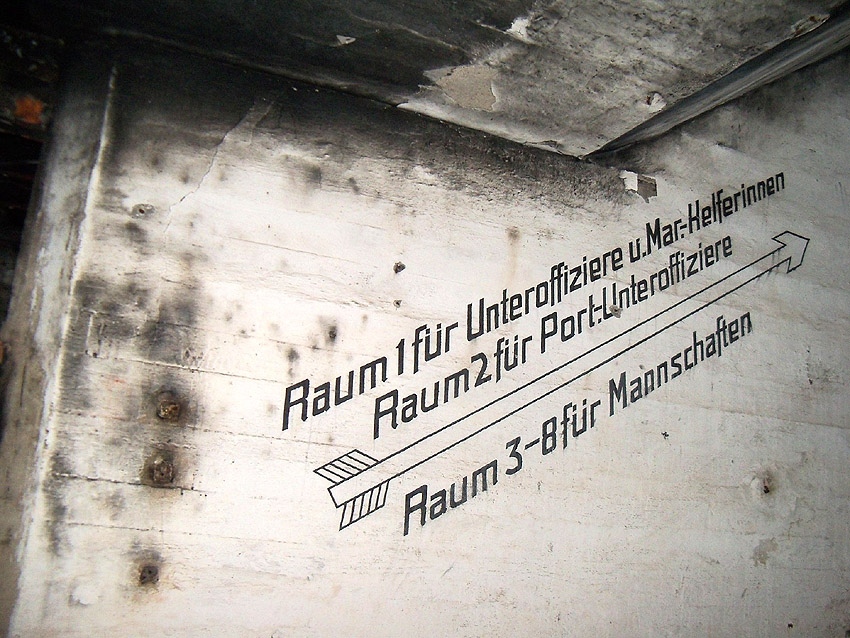 Raum 1 für Unteroffiziere u. Mar.-Helferinnen
Raum 2 für Port.-Unteroffiziere
Raum 3-8 für Mannschaften